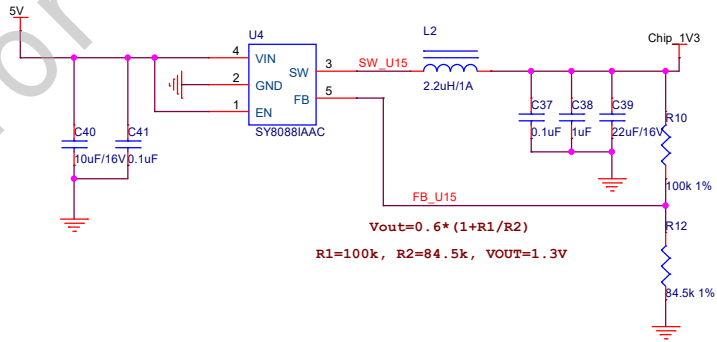 5V
U4
4
VIN
2
GND
1
EN
SW
3
FB
5
SY8088IAAC
SW_U15
L2
2.2uH/1A
Chip_1V3
C40
10uF/16V
C41
0.1uF
C37
0.1uF
C38
1uF
C39
22uF/16V
R10
100k 1%
FB_U15
R12
84.5k 1%
Vout=0.6*(1+R1/R2)
R1=100k, R2=84.5k, VOUT=1.3V